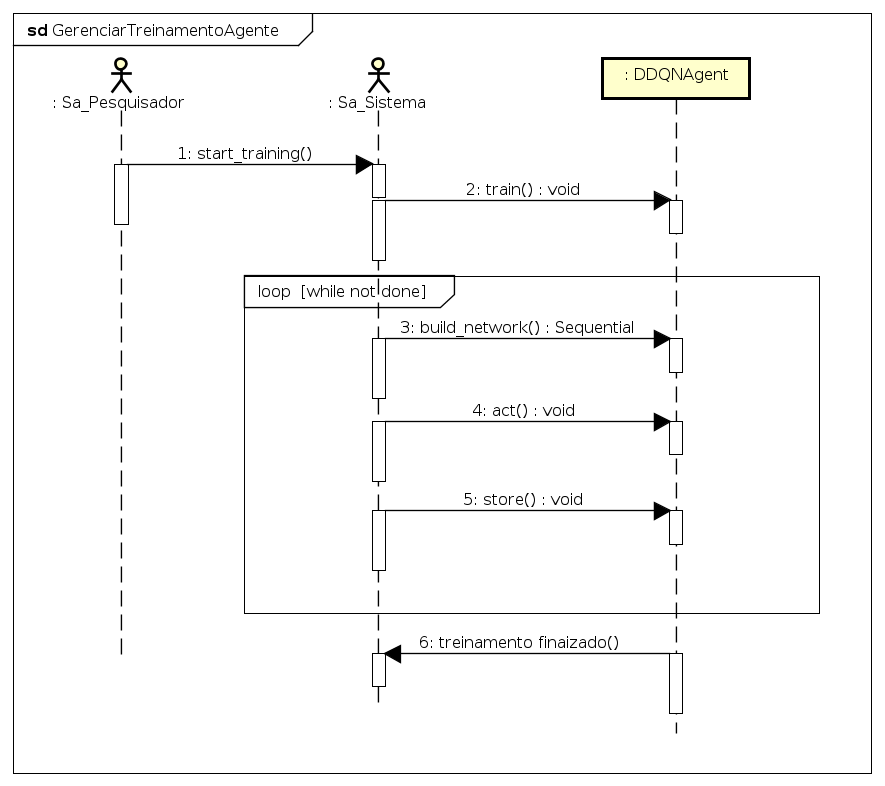 sd GerenciarTreinamentoAgente
: Sa_Pesquisador
: Sa_Sistema
: DDQNAgent
1: start_training()
2: train() : void
loop [while not done]
3: build_network() : Sequential
4: act() : void
5: store() : void
6: treinamento finaizado()